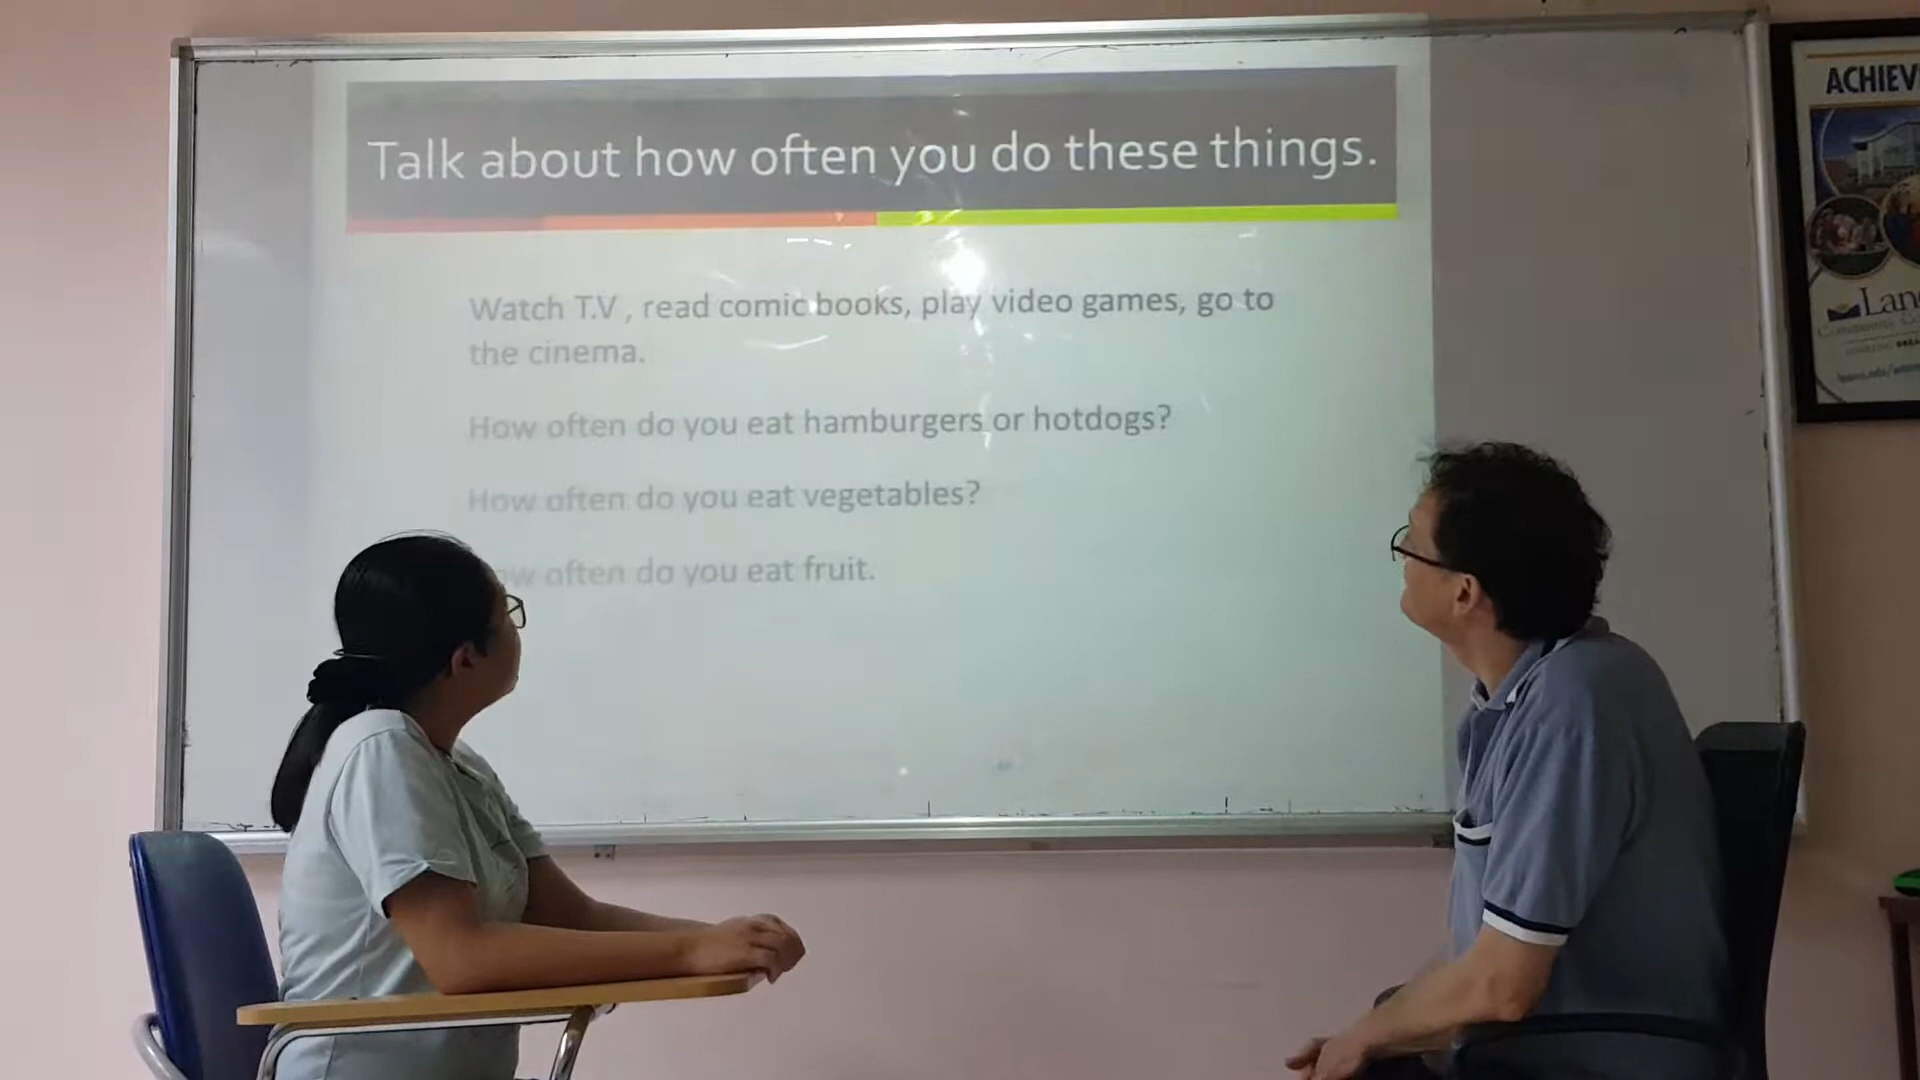 Talk about how often you do these things.
Watch T.V , read comic books, play video games, go to
the cinema.
How often do you eat hamburgers or hotdogs?
How often do you eat vegetables?
often do you eat fruit.